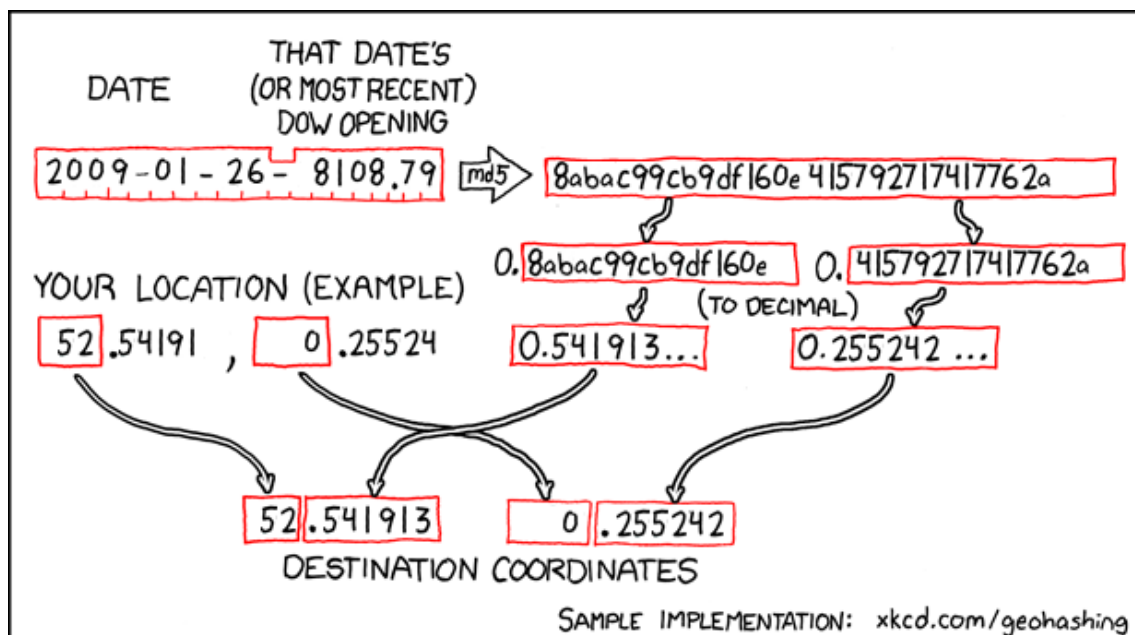 DATE
THAT DATE'S
(OR MOST RECENT)
DOW OPENING
2009-01-26- 8108.79
md5
8abac99cb9df160e415792717417762a
0.8abac99cb9df160e
0.415792717417762a
YOUR LOCATION (EXAMPLE)
(TO DECIMAL)
52.54191, 0.25524
0.541913...
0.255242...
52.541913
0.255242
DESTINATION COORDINATES
SAMPLE IMPLEMENTATION: xkcd.com/geohashing